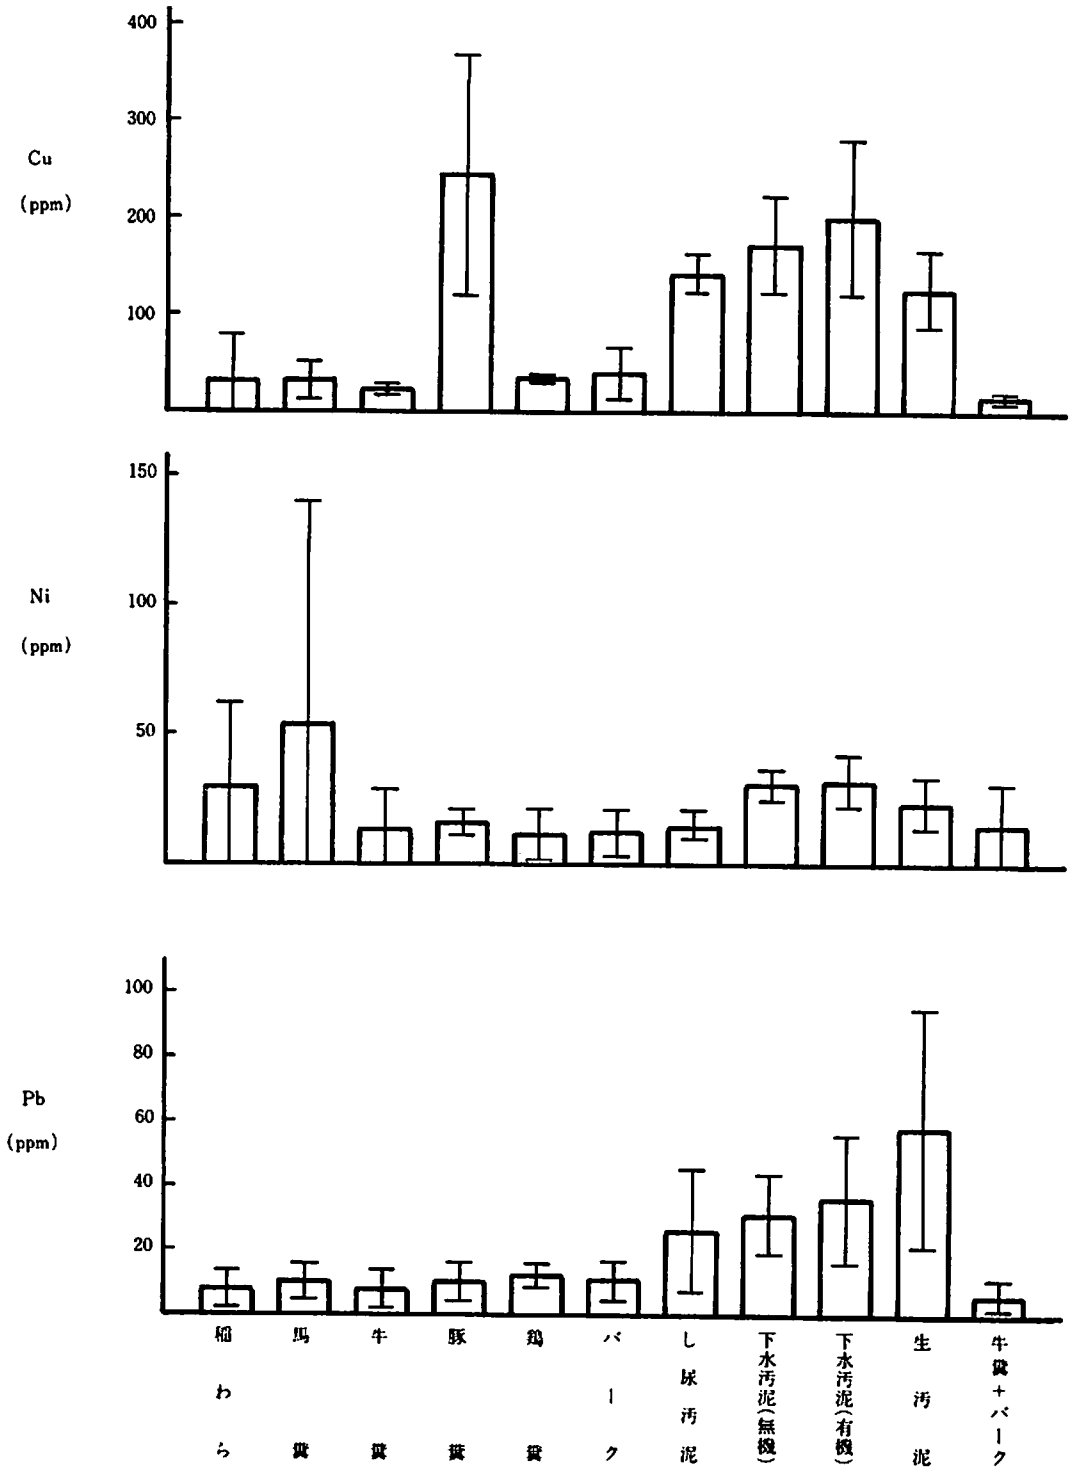 400
300
200
100
Cu
(ppm)
150
100
50
Ni
(ppm)
100
80
60
40
20
Pb
(ppm)
稲わら
馬糞
牛糞
豚糞
鶏糞
バーク
し尿汚泥
下水汚泥(無機)
下水汚泥(有機)
生汚泥
牛糞+バーク